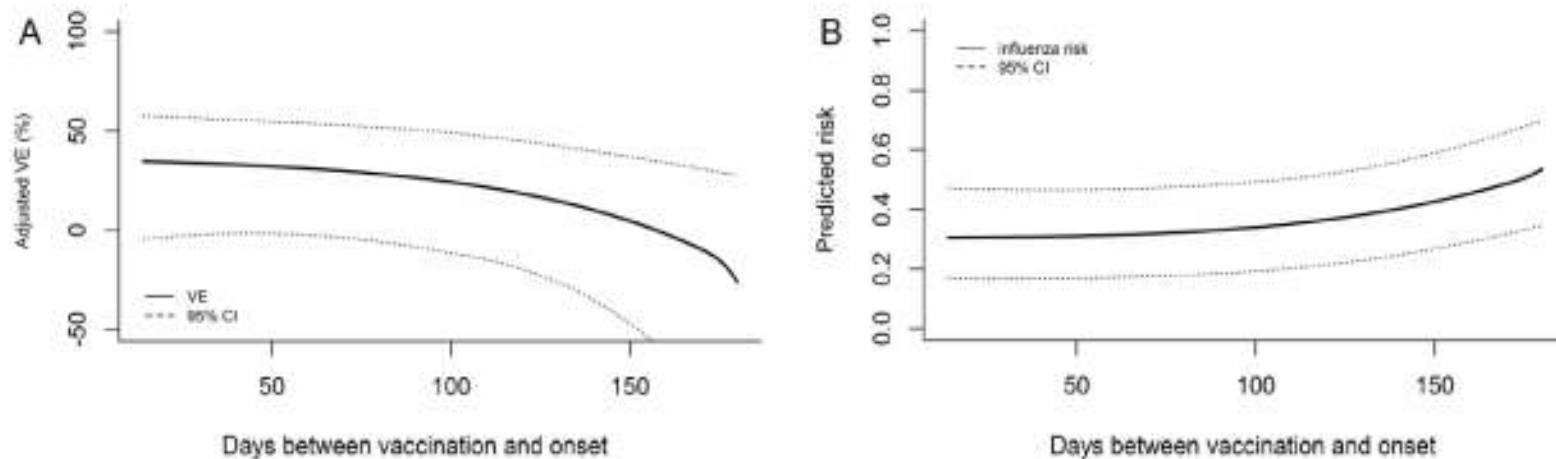 A
Adjusted VE (%)
100
50
0
-50
VE
95% CI
50
100
150
Days between vaccination and onset
B
Predicted risk
1.0
0.8
0.6
0.4
0.2
0.0
influenza risk
95% CI
50
100
150
Days between vaccination and onset